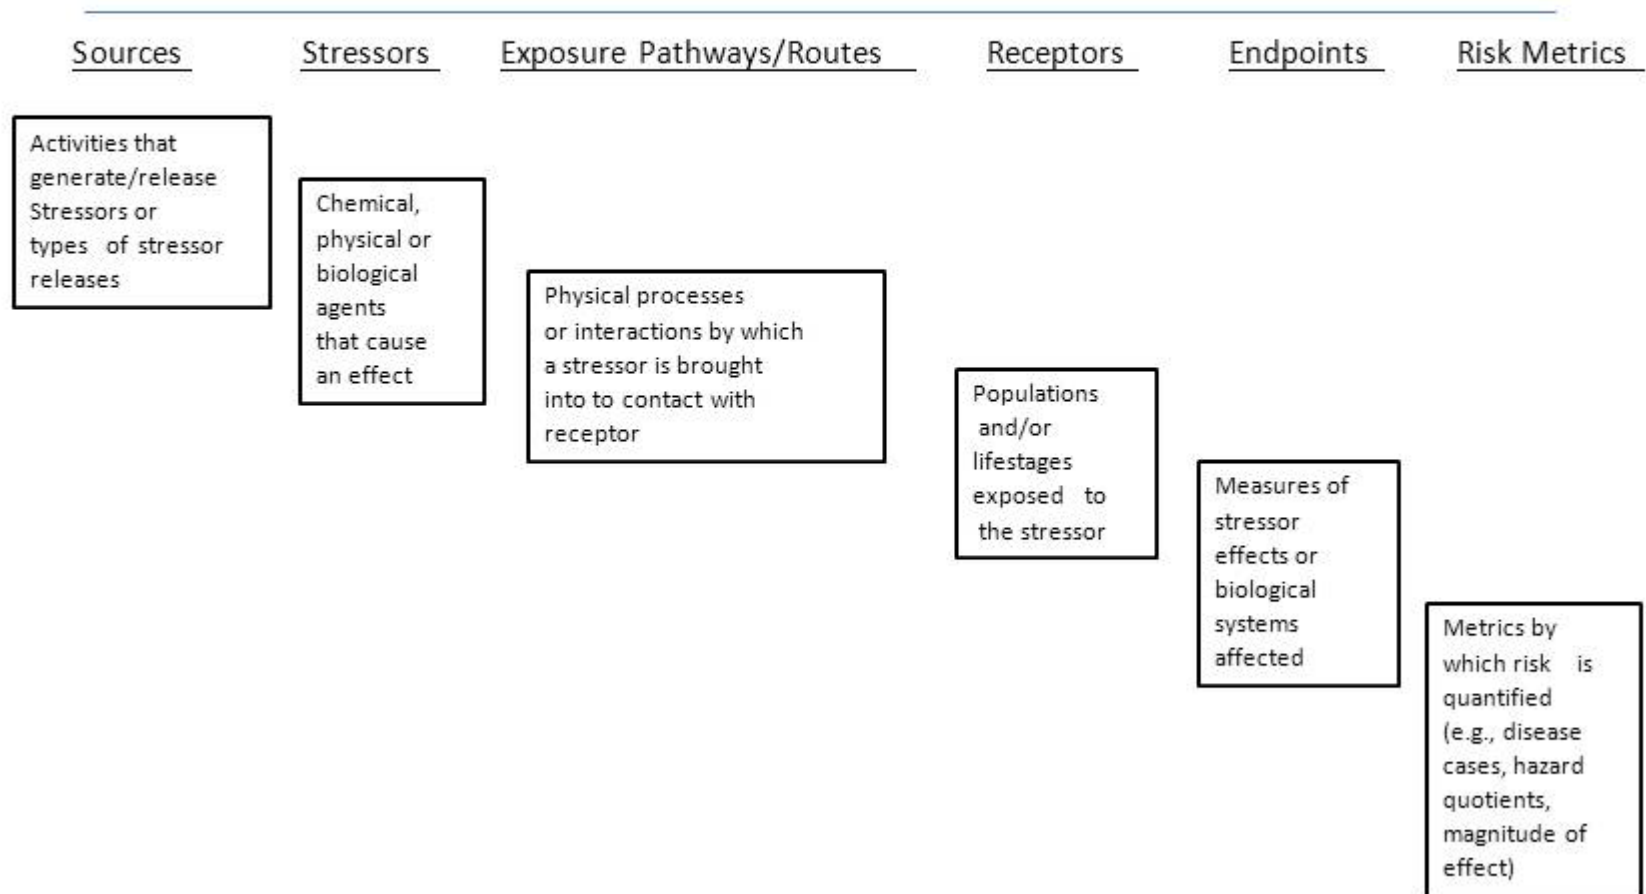 Sources Stressors Exposure Pathways/Routes Receptors Endpoints Risk Metrics
Activities that
generate/release
Stressors or
types of stressor
releases
Chemical,
physical or
biological
agents
that cause
an effect
Physical processes
or interactions by which
a stressor is brought
into to contact with
receptor
Populations
and/or
lifestages
exposed to
the stressor
Measures of
stressor
effects or
biological
systems
affected
Metrics by
which risk is
quantified
(e.g., disease
cases, hazard
quotients,
magnitude of
effect)